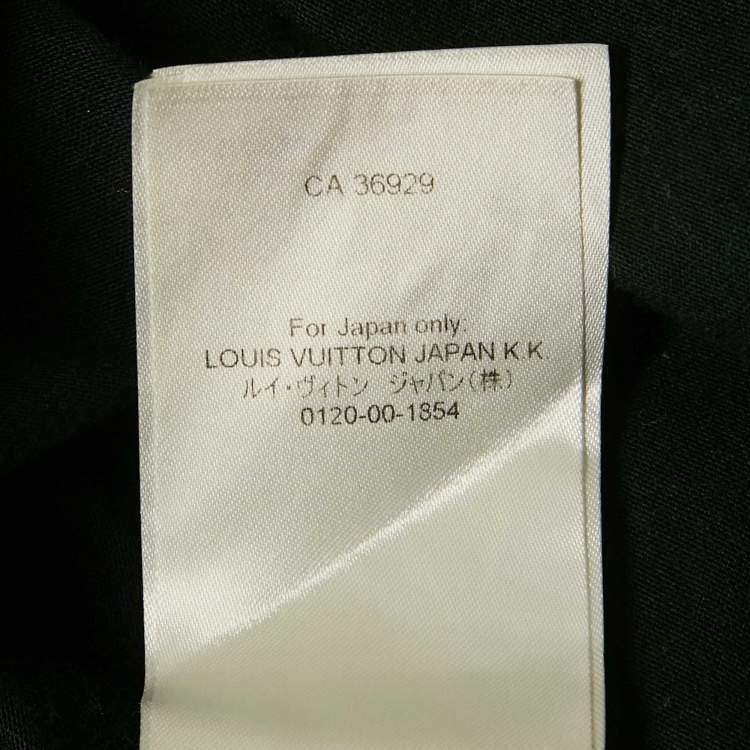 CA 36929
For Japan only:
LOUIS VUITTON JAPAN K.K.
ルイ・ヴィトン ジャパン(株)
0120-00-1854